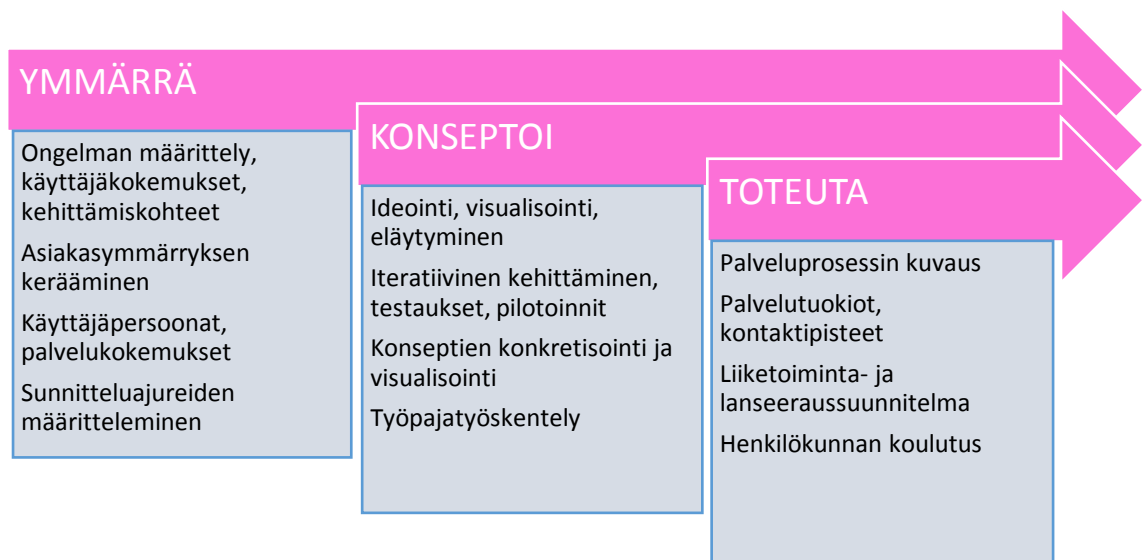 YMMÄRRÄ
Ongelman määrittely,
käyttäjäkokemukset,
kehittämiskohteet
Asiakasymmärryksen
kerääminen
Käyttäjäpersoonat,
palvelukokemukset
Sunnitteluajureiden
määritteleminen
KONSEPTOI
Ideointi, visualisointi,
eläytyminen
Iteratiivinen kehittäminen,
testaukset, pilotoinnit
Konseptien konkretisointi ja
visualisointi
Työpajatyöskentely
TOTEUTA
Palveluprosessin kuvaus
Palvelutuokiot,
kontaktipisteet
Liiketoiminta- ja
lanseeraussuunnitelma
Henkilökunnan koulutus